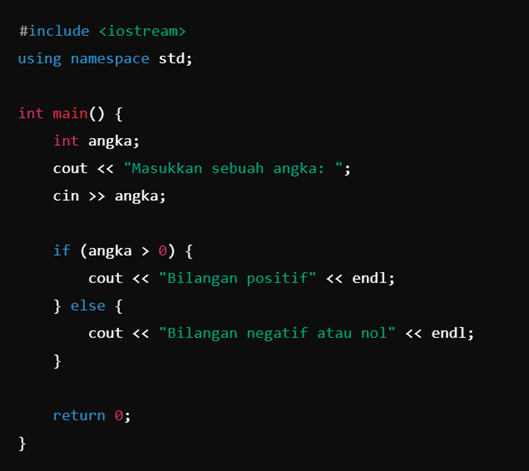 #include <iostream>
using namespace std;
int main() {
    int angka;
    cout << "Masukkan sebuah angka: ";
    cin >> angka;
    if (angka > 0) {
        cout << "Bilangan positif" << endl;
    } else {
        cout << "Bilangan negatif atau nol" << endl;
    }
    return 0;
}